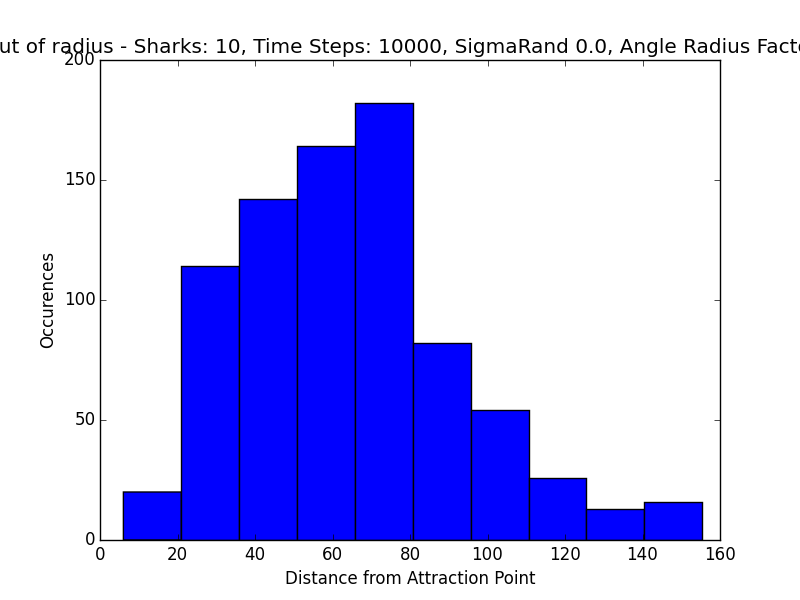 ut of radius - Sharks: 10, Time Steps: 10000, SigmaRand 0.0, Angle Radius Fact
200
150
100
50
0
Occurences
0 20 40 60 80 100 120 140 160
Distance from Attraction Point